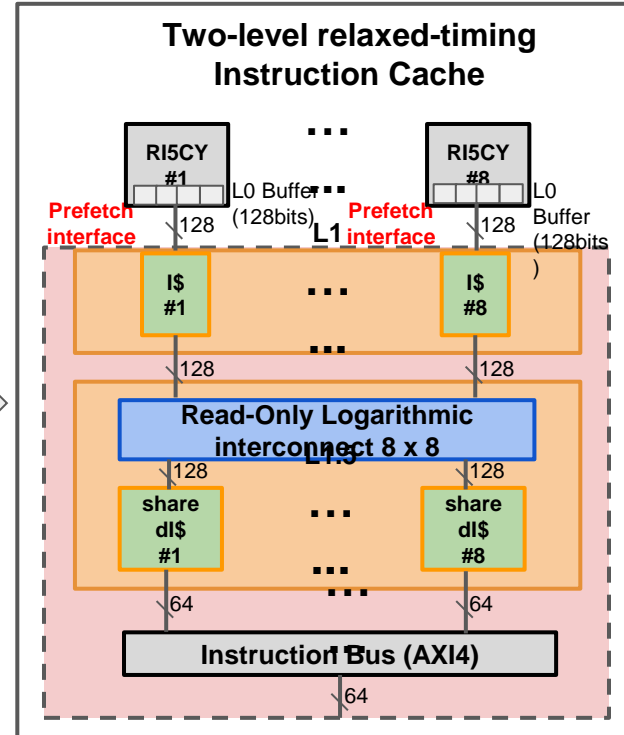 Two-level relaxed-timing
Instruction Cache
...
RI5CY
#1
RI5CY
#8
...
L0 Buffer
(128bits)
L0
Buffer
(128bits
)
Prefetch
interface
128
L1
Prefetch
interface
128
I$
#1
...
I$
#8
...
128
128
Read-Only Logarithmic
interconnect 8 x 8
L1.5
128
128
share
dI$
#1
...
share
dI$
#8
...
...
64
64
...
Instruction Bus (AXI4)
64